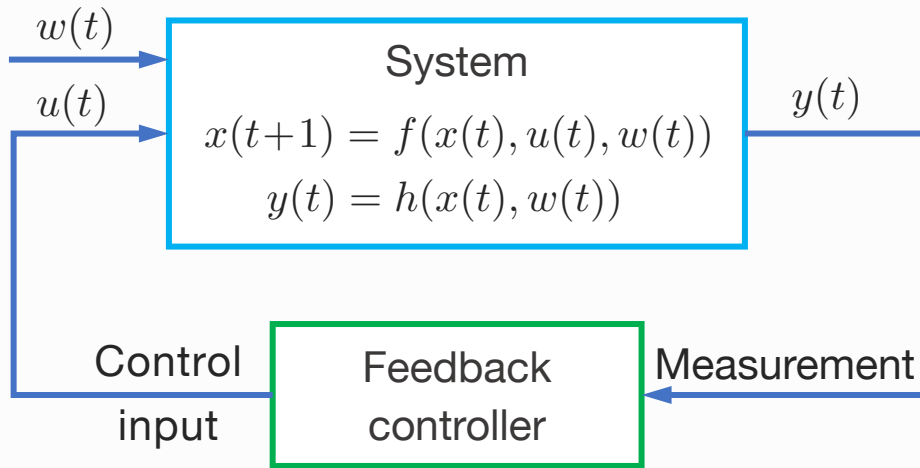 w(t)
System
u(t)
x(t+1) = f(x(t), u(t), w(t))
y(t)
y(t) = h(x(t), w(t))
Control
input
Feedback
controller
Measurement